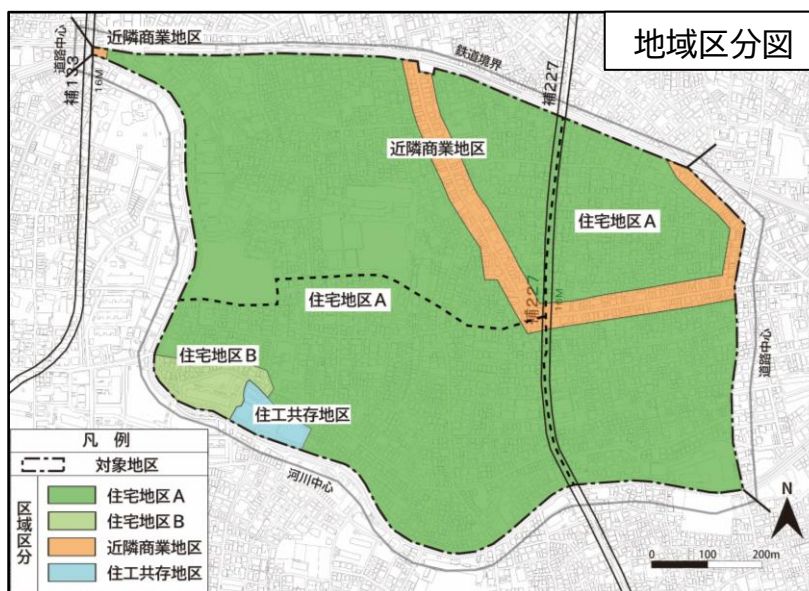 地域区分図
近隣商業地区
道路中心
補133
16M
鉄道境界
補227
近隣商業地区
住宅地区A
住宅地区A
補227
16M
住宅地区B
住工共存地区
道路中心
河川中心
凡 例
対象地区
区域区分
住宅地区A
住宅地区B
近隣商業地区
住工共存地区
N
0 100 200m